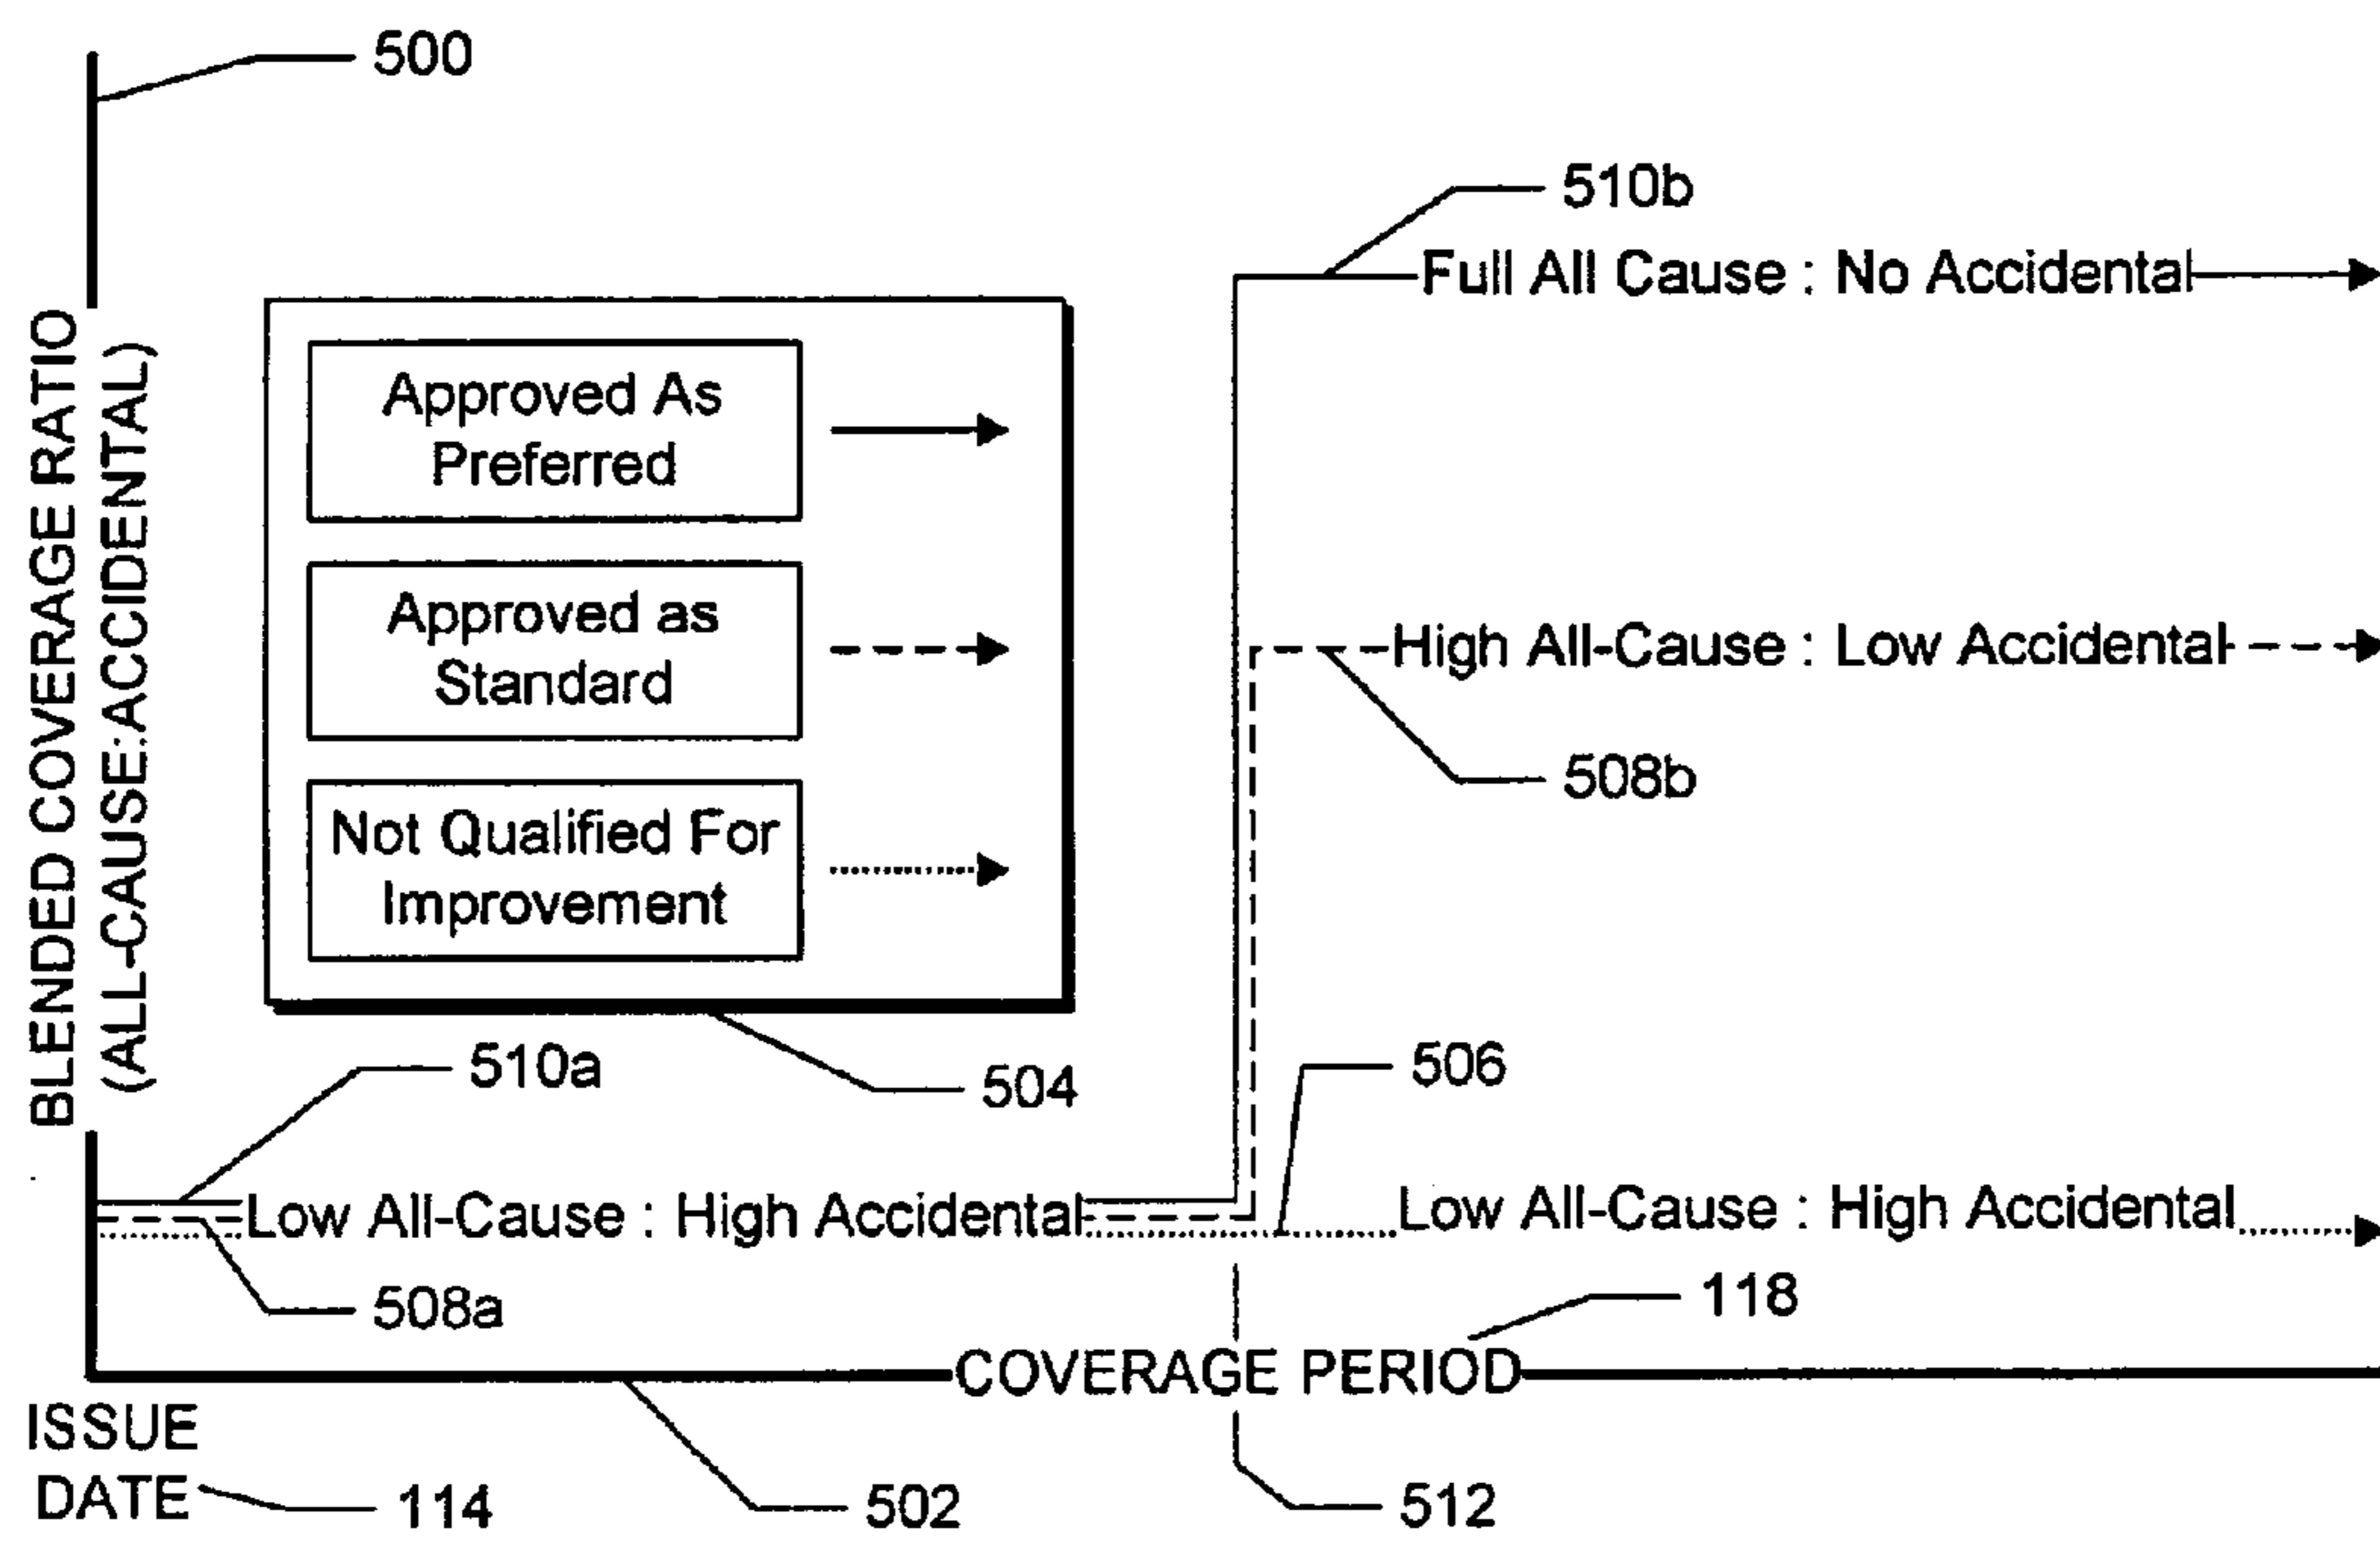 500
510b
Full All Cause : No Accidental
BLENDED COVERAGE RATIO
(ALL-CAUSE:ACCIDENTAL)
Approved As
Preferred
Approved as
Standard
High All-Cause : Low Accidental
508b
Not Qualified For
Improvement
510a
504
506
Low All-Cause : High Accidental
Low All-Cause : High Accidental
508a
118
COVERAGE PERIOD
ISSUE
DATE
114
502
512